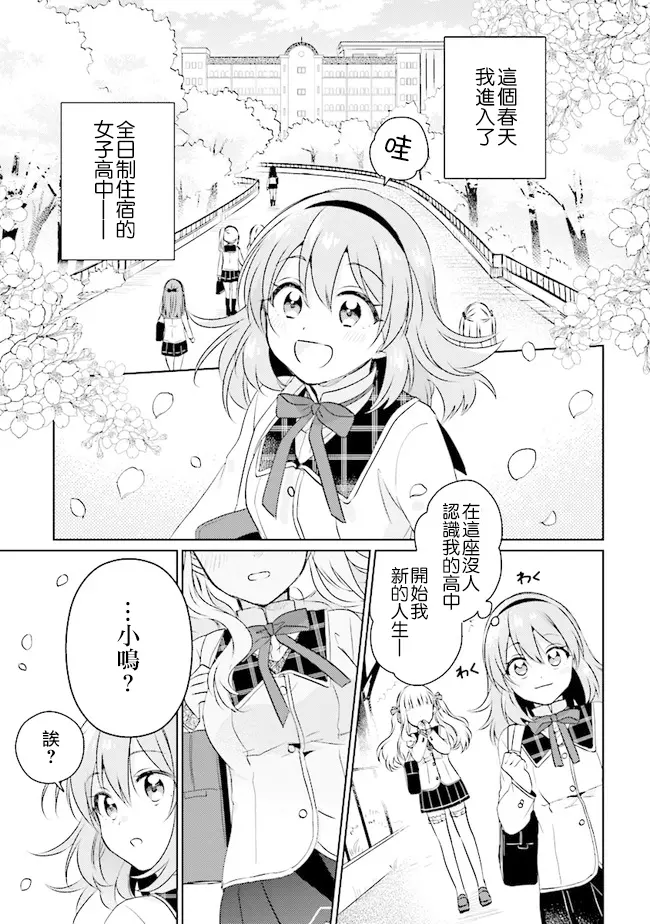 這個春天
我進入了
全日制住宿的
女子高中——
哇
在這座沒人
認識我的高中
開始我
新的人生—
わく
わく
…小鳴？
誒？